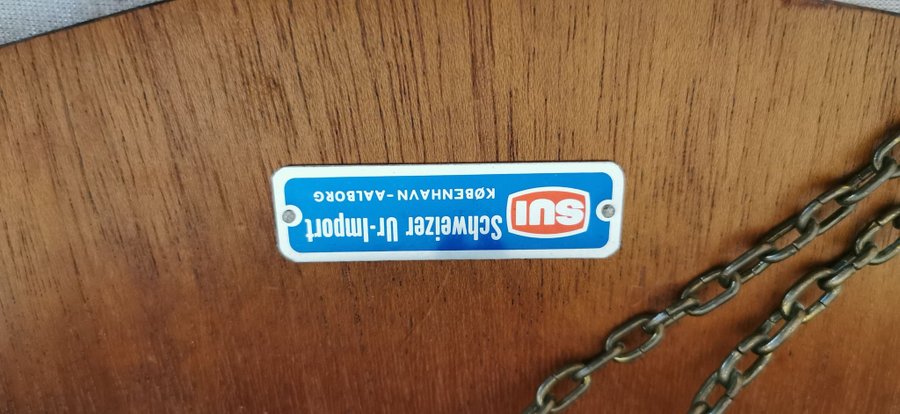 SUI
Schweizer Ur-Import
KØBENHAVN-AALBORG